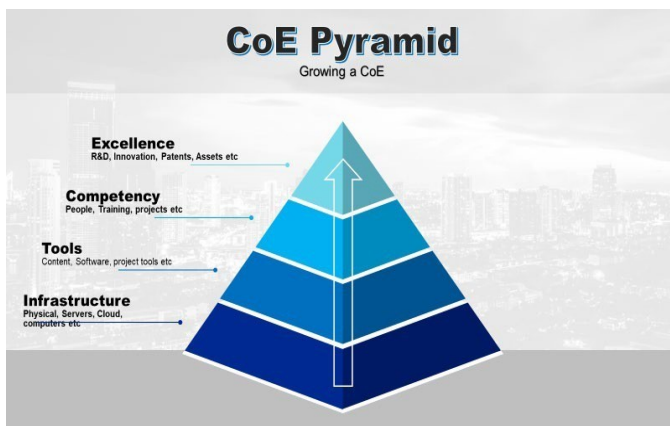 CoE Pyramid
Growing a CoE
Excellence
R&D, Innovation, Patents, Assets etc
Competency
People, Training, projects etc
Tools
Content, Software, project tools etc
Infrastructure
Physical, Servers, Cloud,
computers etc